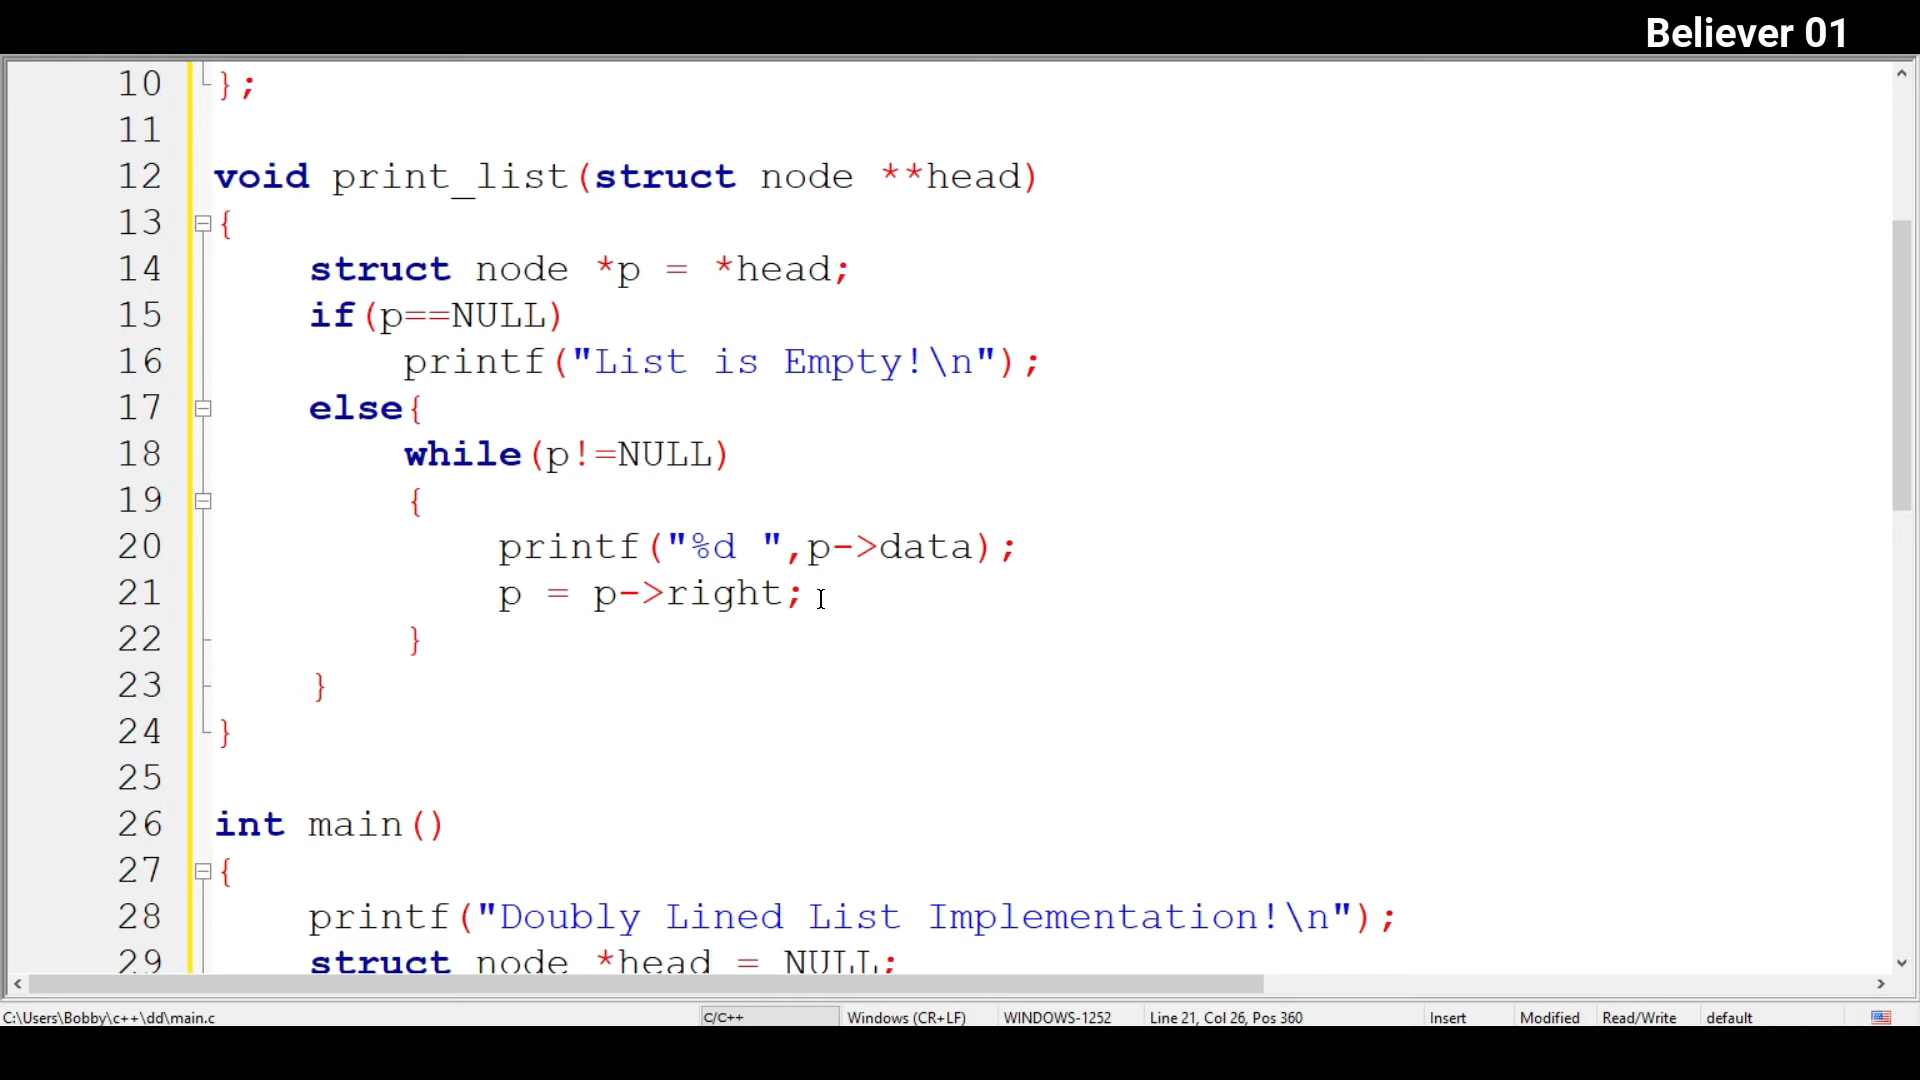 Believer 01
10 };
11
12 void print_list(struct node **head)
13 {
14 struct node *p = *head;
15 if(p==NULL)
16 printf("List is Empty!\n");
17 else{
18 while(p!=NULL)
19 {
20 printf("%d ",p->data);
21 p = p->right;
22 }
23 }
24 }
25
26 int main()
27 {
28 printf("Doubly Lined List Implementation!\n");
29 struct node *head = NULL;
C:\Users\Bobby\c++\dd\main.c C/C++ Windows (CR+LF) WINDOWS-1252 Line 21, Col 26, Pos 360 Insert Modified Read/Write default